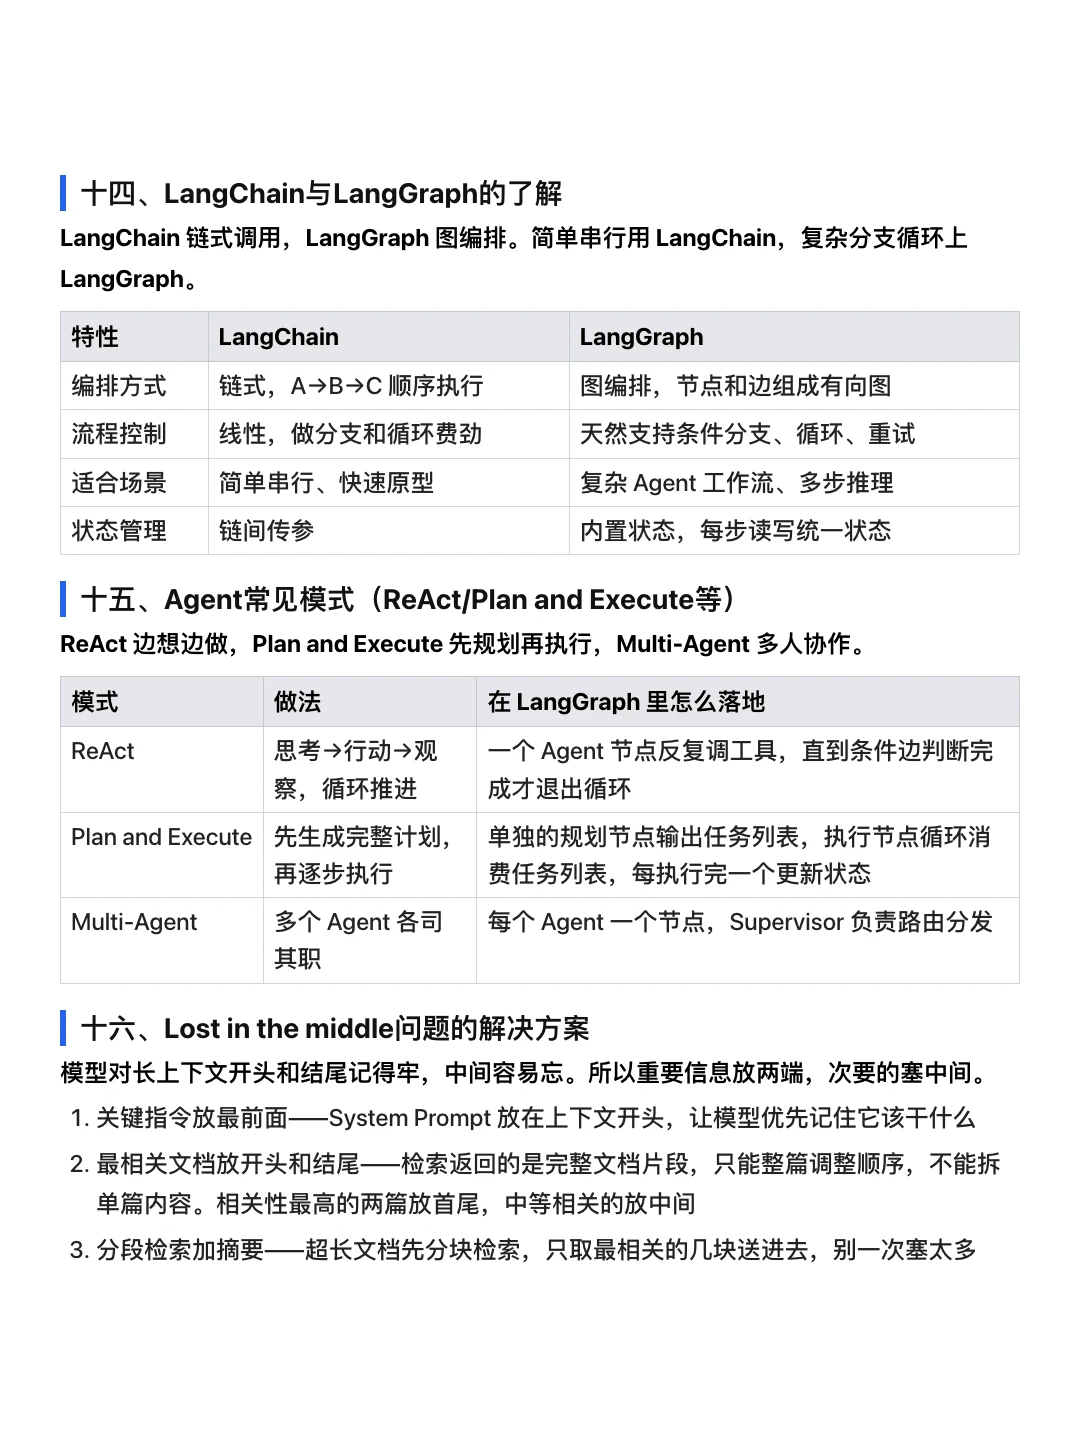 十四、LangChain与LangGraph的了解
LangChain 链式调用，LangGraph 图编排。简单串行用 LangChain，复杂分支循环上
LangGraph。
特性 LangChain LangGraph
编排方式 链式，A→B→C 顺序执行 图编排，节点和边组成有向图
流程控制 线性，做分支和循环费劲 天然支持条件分支、循环、重试
适合场景 简单串行、快速原型 复杂 Agent 工作流、多步推理
状态管理 链间传参 内置状态，每步读写统一状态
十五、Agent常见模式（ReAct/Plan and Execute等）
ReAct 边想边做，Plan and Execute 先规划再执行，Multi-Agent 多人协作。
模式 做法 在 LangGraph 里怎么落地
ReAct 思考→行动→观 一个 Agent 节点反复调工具，直到条件边判断完
察，循环推进 成才退出循环
Plan and Execute 先生成完整计划， 单独的规划节点输出任务列表，执行节点循环消
再逐步执行 费任务列表，每执行完一个更新状态
Multi-Agent 多个 Agent 各司 每个 Agent 一个节点，Supervisor 负责路由分发
其职
十六、Lost in the middle问题的解决方案
模型对长上下文开头和结尾记得牢，中间容易忘。所以重要信息放两端，次要的塞中间。
1. 关键指令放最前面——System Prompt 放在上下文开头，让模型优先记住它该干什么
2. 最相关文档放开头和结尾——检索返回的是完整文档片段，只能整篇调整顺序，不能拆
单篇内容。相关性最高的两篇放首尾，中等相关的放中间
3. 分段检索加摘要——超长文档先分块检索，只取最相关的几块送进去，别一次塞太多